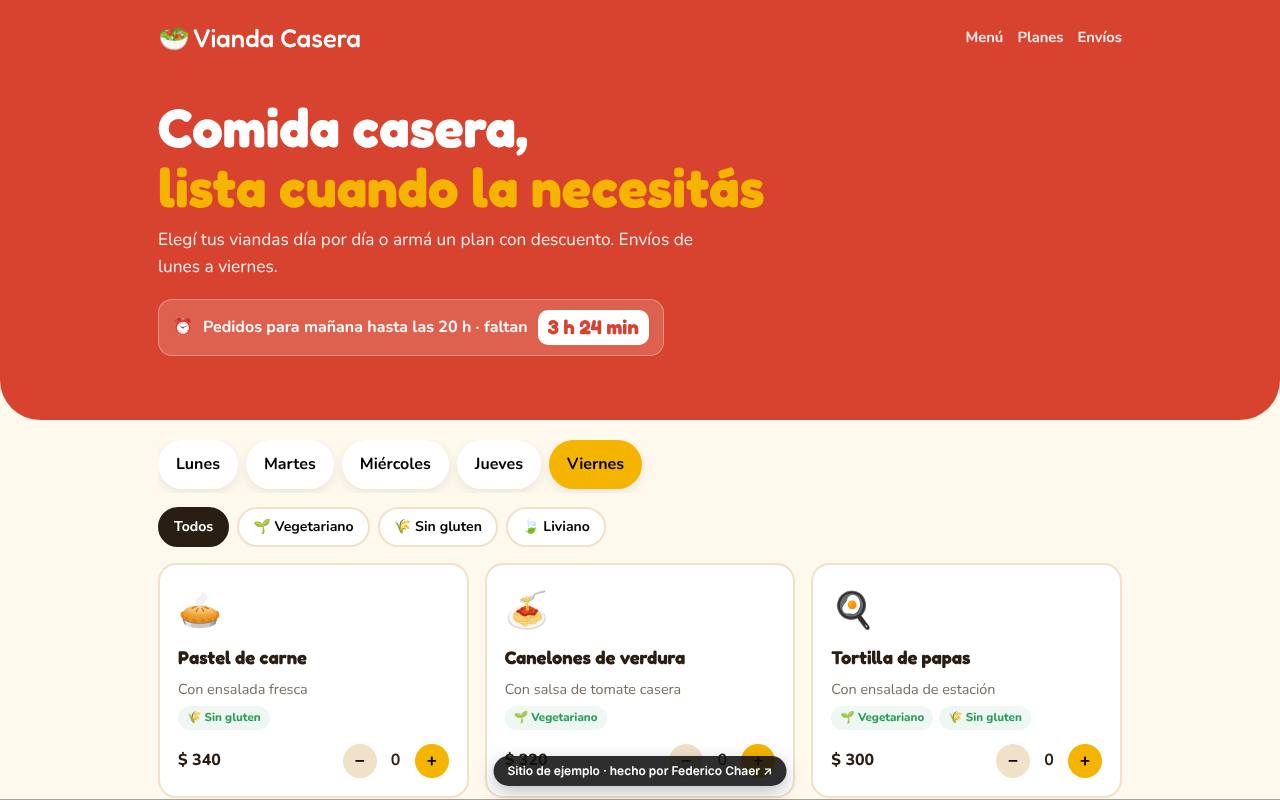 Vianda Casera
Menú Planes Envíos
Comida casera,
lista cuando la necesitás
Elegí tus viandas día por día o armá un plan con descuento. Envíos de
lunes a viernes.
Pedidos para mañana hasta las 20 h · faltan 3 h 24 min
Lunes Martes Miércoles Jueves Viernes
Todos Vegetariano Sin gluten Liviano
Pastel de carne
Con ensalada fresca
Sin gluten
$ 340 − 0 +
Canelones de verdura
Con salsa de tomate casera
Vegetariano
$ 320 − 0 +
Tortilla de papas
Con ensalada de estación
Vegetariano Sin gluten
$ 300 − 0 +
Sitio de ejemplo · hecho por Federico Chaer ↗